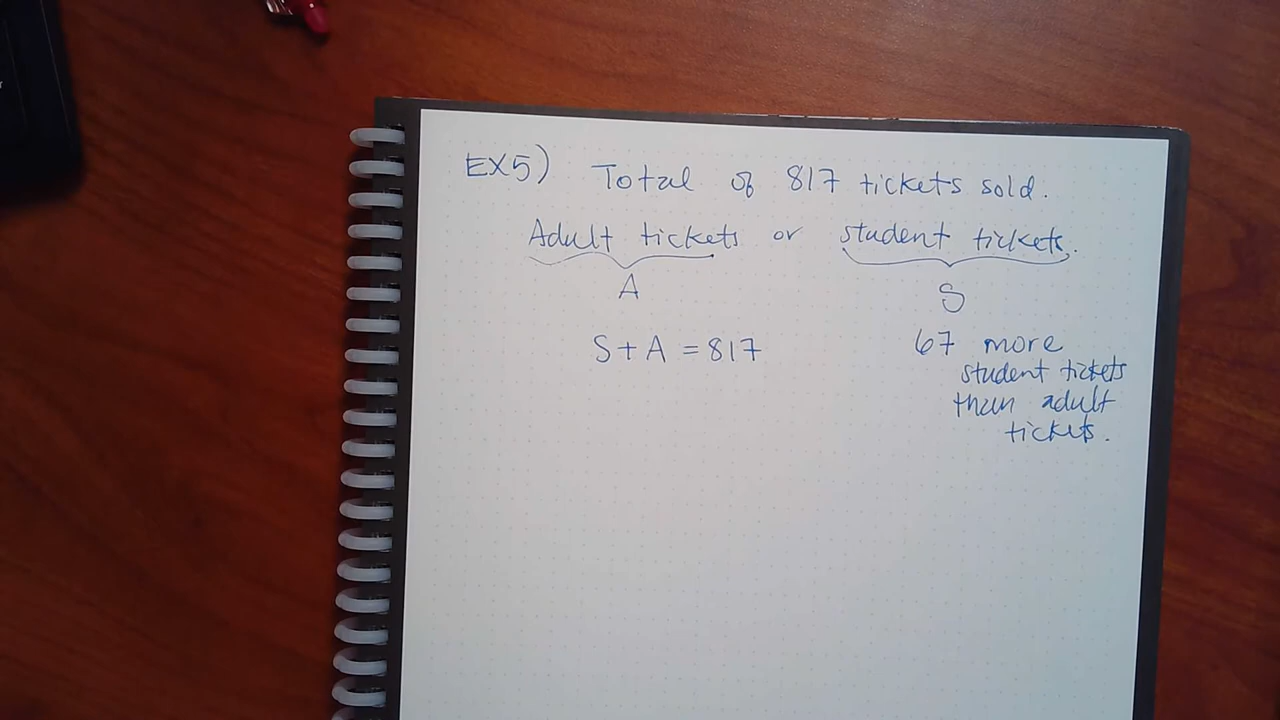 EX5) Total of 817 tickets sold.
Adult tickets or student tickets.
A S
S+A = 817
67 more
student tickets
than adult
tickets.